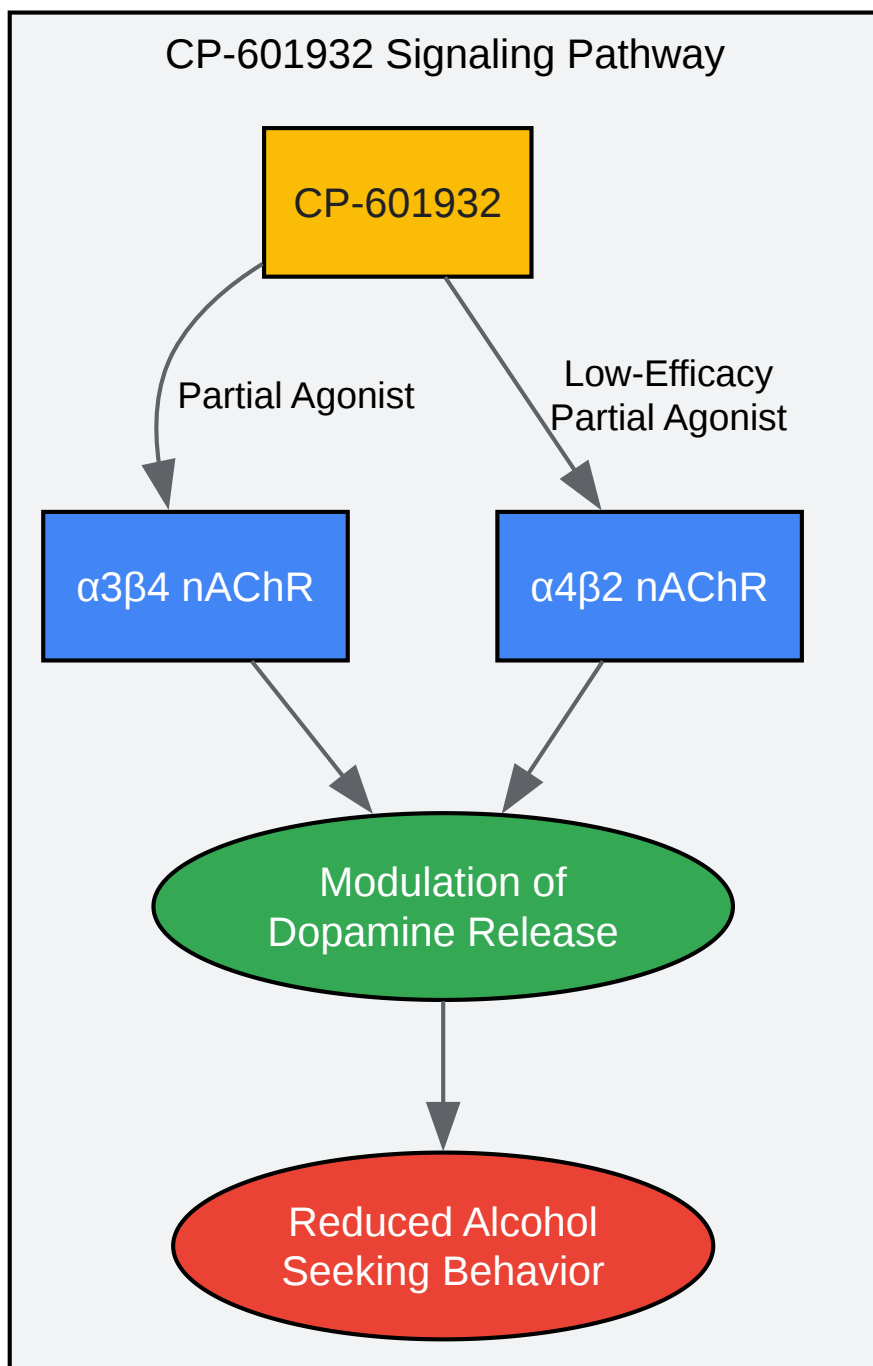 CP-601932 Signaling Pathway
CP-601932
Partial Agonist
Low-Efficacy
Partial Agonist
α3β4 nAChR
α4β2 nAChR
Modulation of
Dopamine Release
Reduced Alcohol
Seeking Behavior